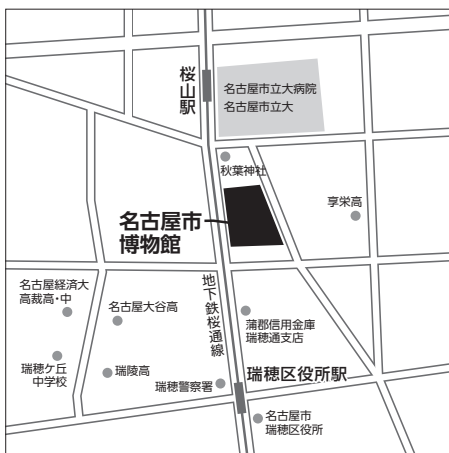 桜山駅
名古屋市立大病院
名古屋市立大
秋葉神社
享栄高
名古屋市
博物館
地下鉄桜通線
名古屋経済大
高蔵高・中
名古屋大谷高
蒲郡信用金庫
瑞穂通支店
瑞穂ケ丘
中学校
瑞陵高
瑞穂警察署
瑞穂区役所駅
名古屋市
瑞穂区役所